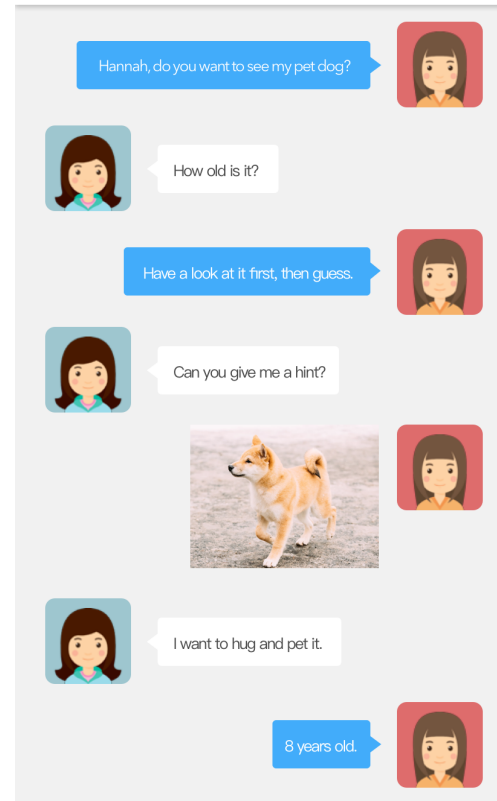 Hannah, do you want to see my pet dog?
How old is it?
Have a look at it first, then guess.
Can you give me a hint?
I want to hug and pet it.
8 years old.